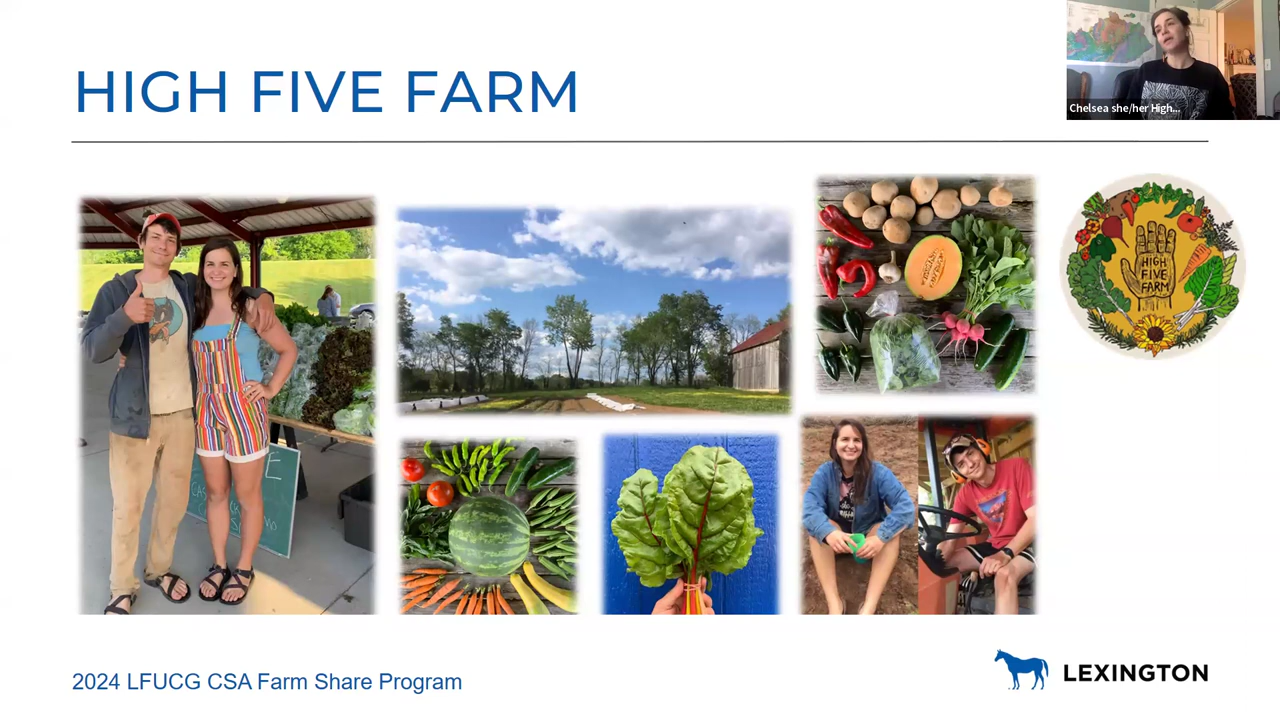 HIGH FIVE FARM
Chelsea she/her High...
HIGH
FIVE
FARM
2024 LFUCG CSA Farm Share Program
LEXINGTON